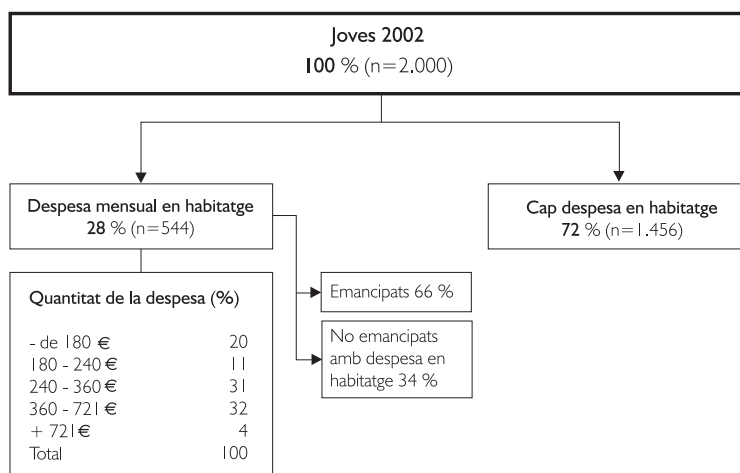 Joves 2002
100 % (n=2.000)
Despesa mensual en habitatge
28 % (n=544)
Cap despesa en habitatge
72 % (n=1.456)
Quantitat de la despesa (%)
- de 180 € 20
180 - 240 € 11
240 - 360 € 31
360 - 721 € 32
+ 721€ 4
Total 100
Emancipats 66 %
No emancipats
amb despesa en
habitatge 34 %